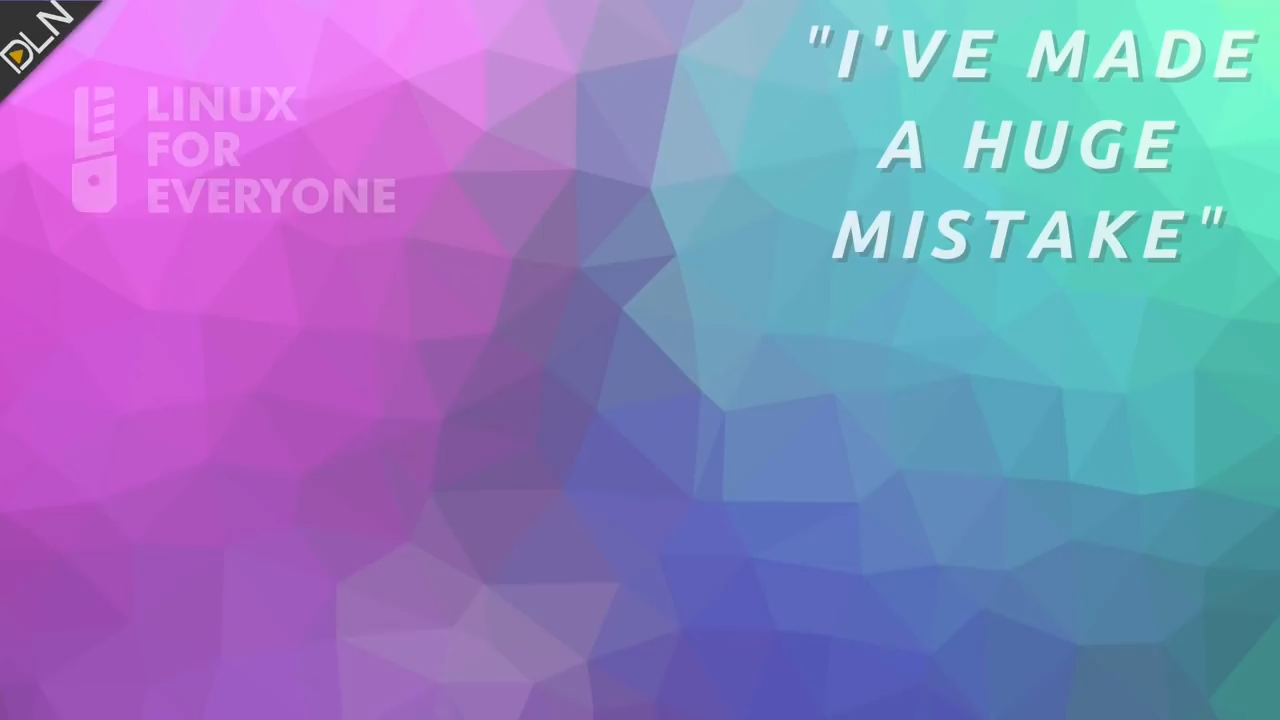 DLN
LINUX
FOR
EVERYONE
"I'VE MADE
A HUGE
MISTAKE"